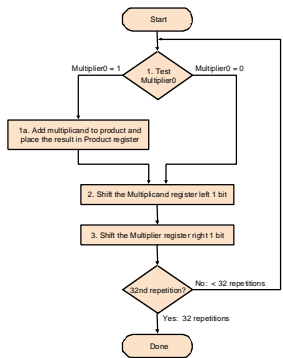 Start
Multiplier0 = 1
1. Test
Multiplier0
Multiplier0 = 0
1a. Add multiplicand to product and
place the result in Product register
2. Shift the Multiplicand register left 1 bit
3. Shift the Multiplier register right 1 bit
32nd repetition?
No: < 32 repetitions
Yes: 32 repetitions
Done